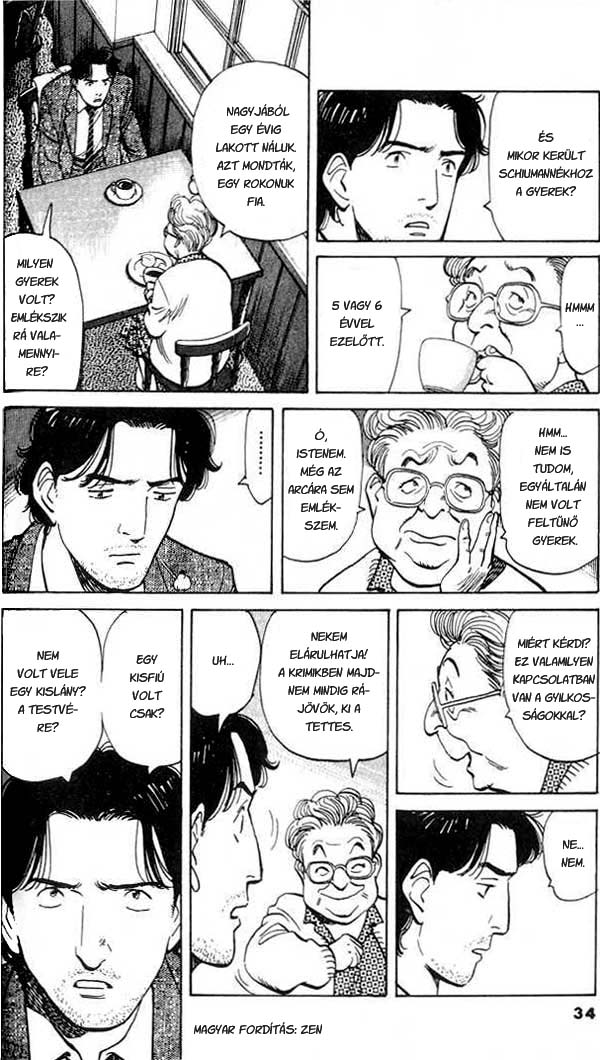 ÉS
MIKOR KERÜLT
SCHIUMANNÉKHOZ
A GYEREK?
HMMM
...
5 VAGY 6
ÉVVEL
EZELŐTT.
NAGYJÁBÓL
EGY ÉVIG
LAKOTT NÁLUK.
AZT MONDTÁK,
EGY ROKONUK
FIA.
MILYEN
GYEREK
VOLT?
EMLÉKSZIK
RÁ VALA-
MENNYI-
RE?
HMM...
NEM IS
TUDOM,
EGYÁLTALÁN
NEM VOLT
FELTŰNŐ
GYEREK.
Ó,
ISTENEM.
MÉG AZ
ARCÁRA SEM
EMLÉK-
SZEM.
........
MIÉRT KÉRDI?
EZ VALAMILYEN
KAPCSOLATBAN
VAN A GYILKOS-
SÁGOKKAL?
NE...
NEM.
NEKEM
ELÁRULHATJA!
A KRIMIKBEN MAJD-
NEM MINDIG RÁ-
JÖVÖK, KI A
TETTES.
UH...
EGY
KISFIÚ
VOLT
CSAK?
NEM
VOLT VELE
EGY KISLÁNY?
A TESTVÉ-
RE?
34
MAGYAR FORDÍTÁS: ZEN